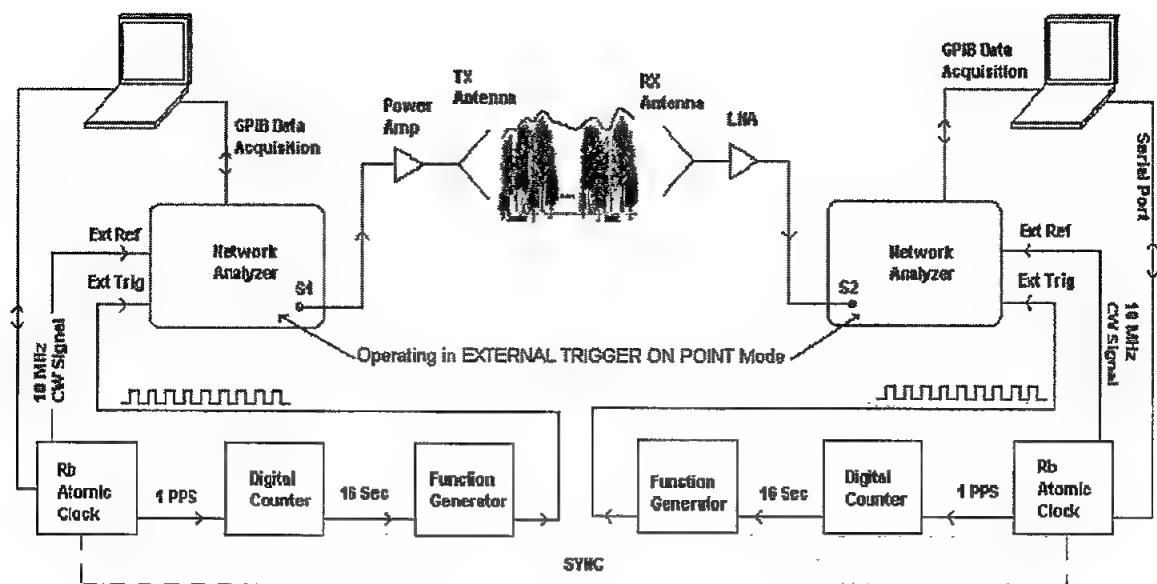 GPIB Data
Acquisition
TX
Antenna
Power
Amp
RX
Antenna
LNA
GPIB Data
Acquisition
Serial Port
Ext Ref
Network
Analyzer
Ext Trig
S1
Network
Analyzer
S2
Ext Ref
Ext Trig
10 MHz
CW Signal
Operating in EXTERNAL TRIGGER ON POINT Mode
10 MHz
CW Signal
Rb
Atomic
Clock
1 PPS
Digital
Counter
16 Sec
Function
Generator
Function
Generator
16 Sec
Digital
Counter
1 PPS
Rb
Atomic
Clock
SYNC